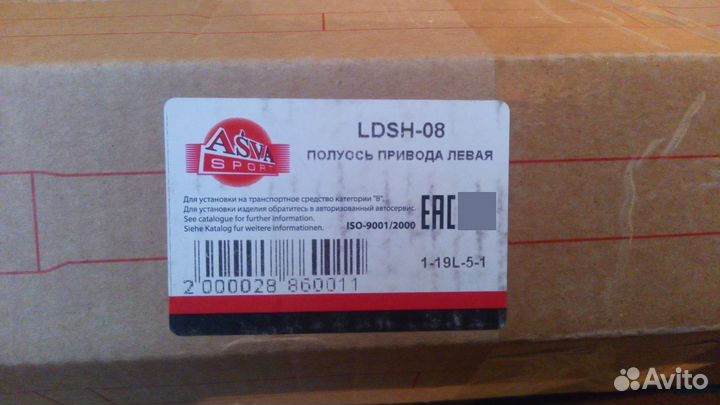 AŚVA
SPORT
LDSH-08
ПОЛУОСЬ ПРИВОДА ЛЕВАЯ
Для установки на транспортное средство категории "В".
Для установки изделия обратитесь в авторизованный автосервис.
See catalogue for further information.
Siehe Katalog fur weitere informationen.
ISO-9001/2000
EAC
1-19L-5-1
2 000028 860011
Avito